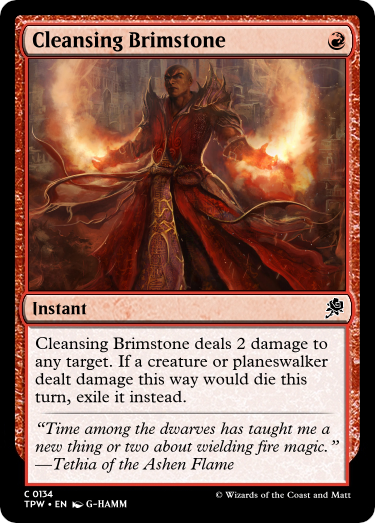 Cleansing Brimstone
Instant
Cleansing Brimstone deals 2 damage to
any target. If a creature or planeswalker
dealt damage this way would die this
turn, exile it instead.
“Time among the dwarves has taught me a
new thing or two about wielding fire magic.”
—Tethia of the Ashen Flame
C 0134
TPW • EN G-HAMM
© Wizards of the Coast and Matt